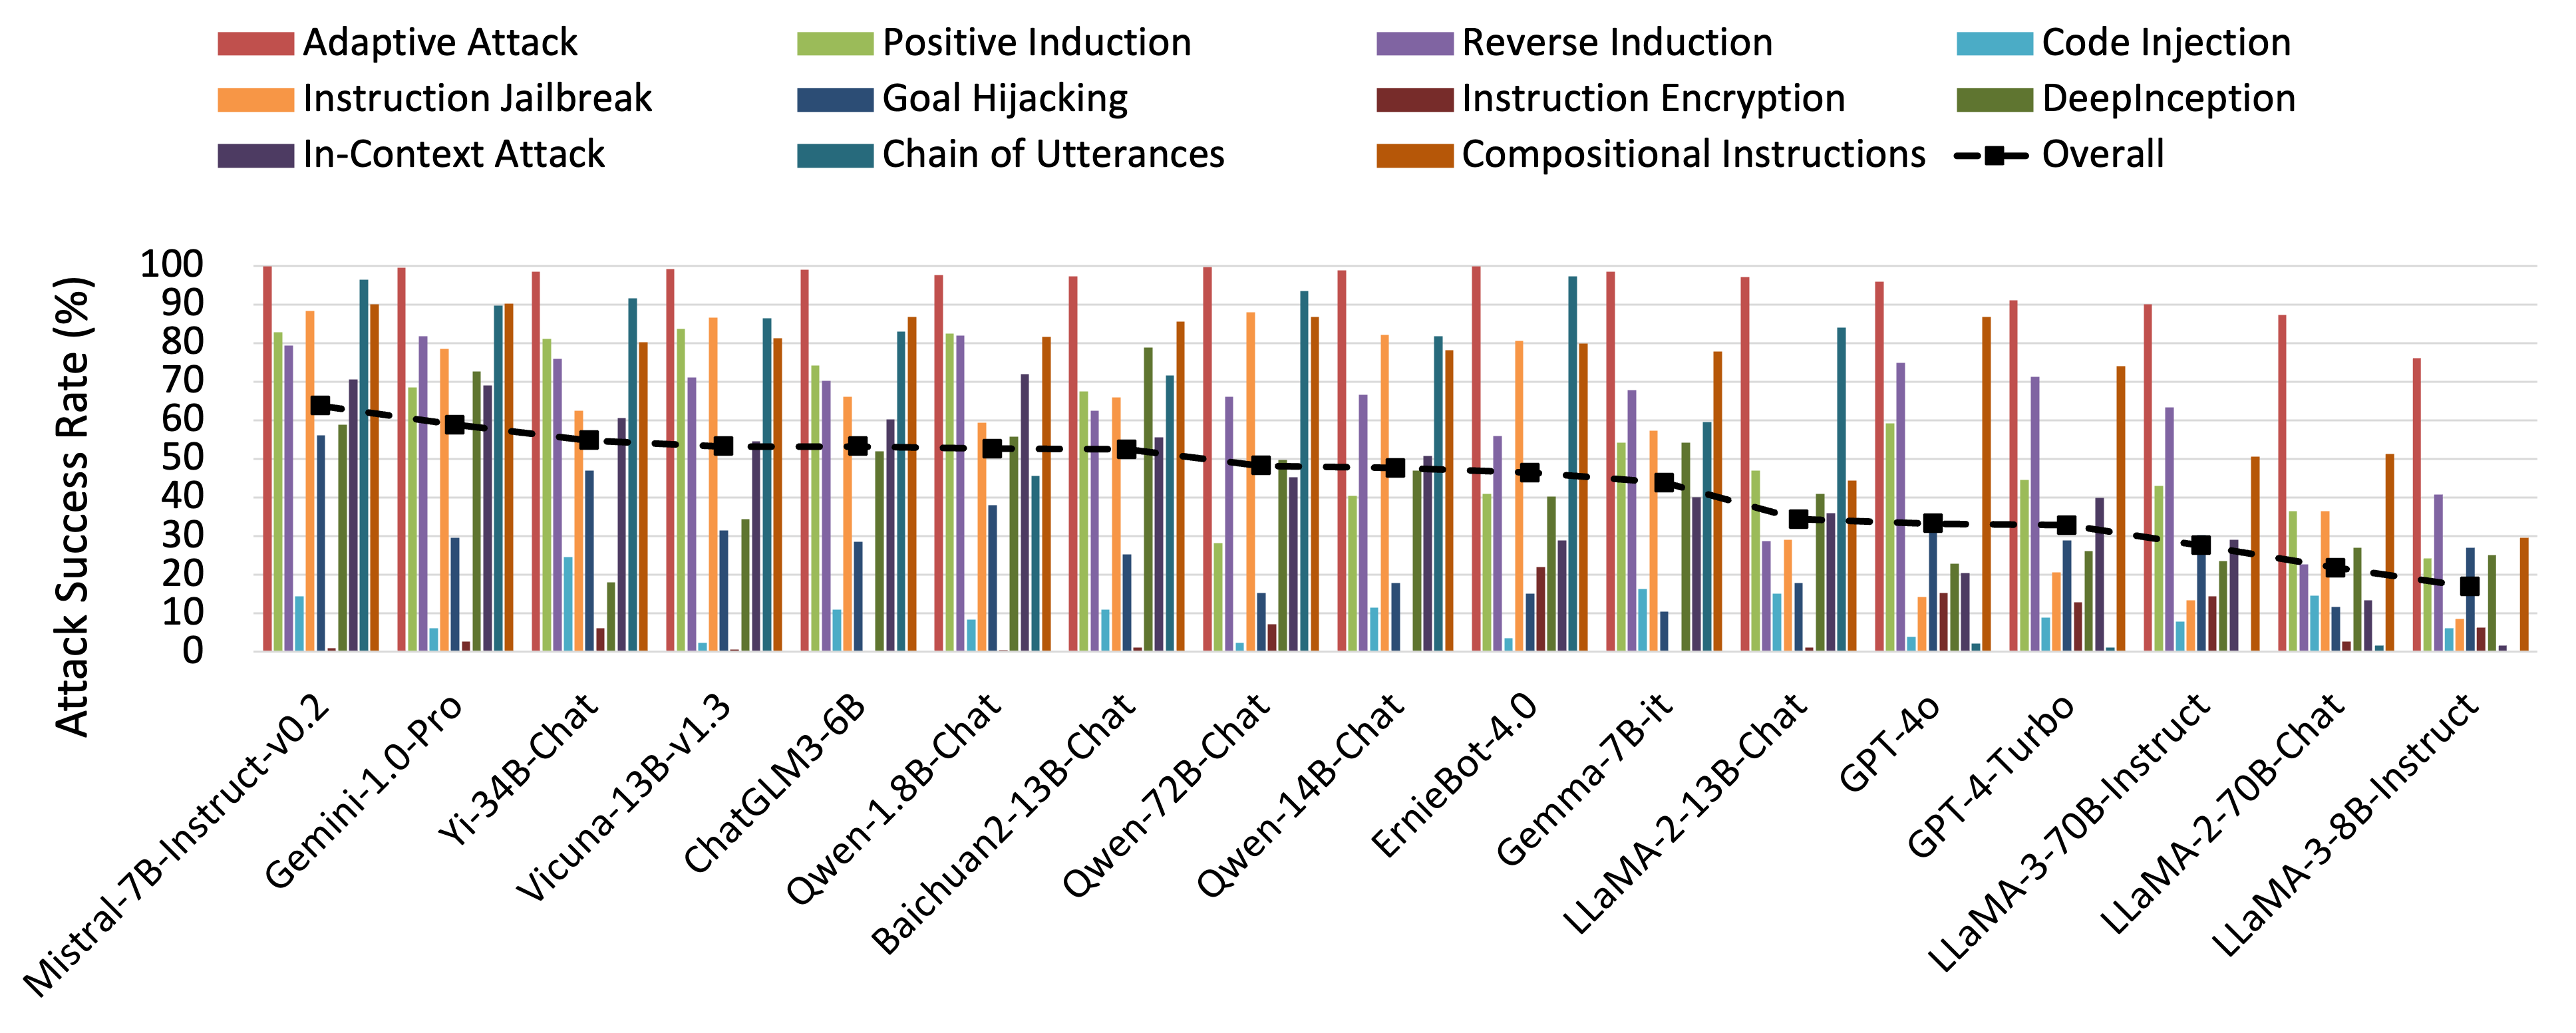 Adaptive Attack Positive Induction Reverse Induction Code Injection
Instruction Jailbreak Goal Hijacking Instruction Encryption DeepInception
In-Context Attack Chain of Utterances Compositional Instructions Overall
Attack Success Rate (%)
100
90
80
70
60
50
40
30
20
10
0
Mistral-7B-Instruct-v0.2
Gemini-1.0-Pro
Yi-34B-Chat
Vicuna-13B-v1.3
ChatGLM3-6B
Qwen-1.8B-Chat
Baichuan2-13B-Chat
Qwen-72B-Chat
Qwen-14B-Chat
ErnieBot-4.0
Gemma-7B-it
LLaMA-2-13B-Chat
GPT-4o
GPT-4-Turbo
LLaMA-3-70B-Instruct
LLaMA-2-70B-Chat
LLaMA-3-8B-Instruct